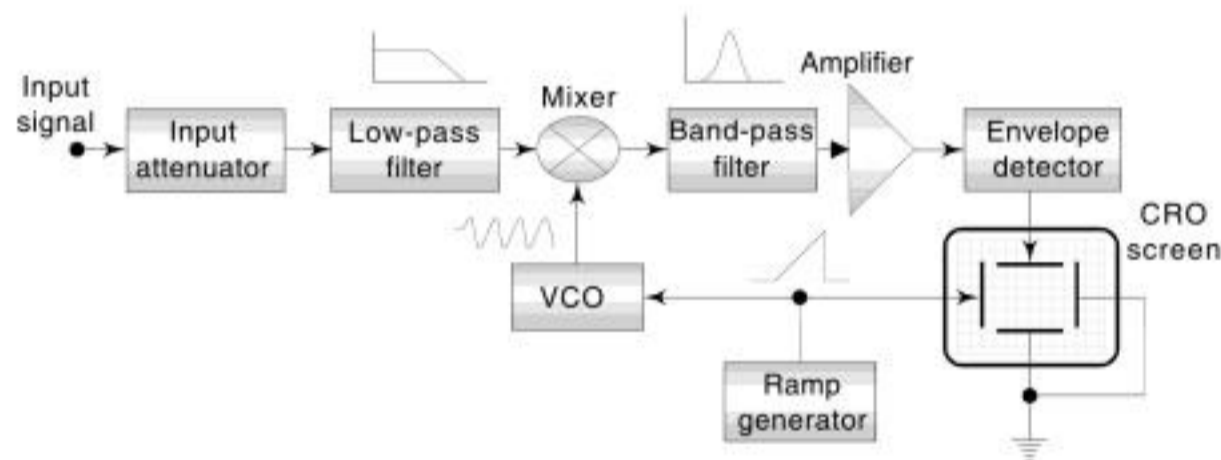 Input
signal
Input
attenuator
Low-pass
filter
Mixer
Band-pass
filter
Amplifier
Envelope
detector
CRO
screen
VCO
Ramp
generator